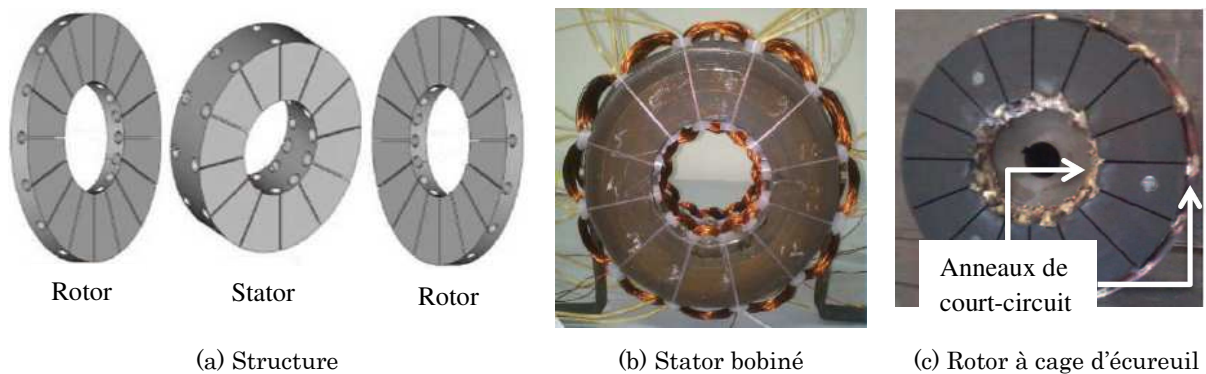 Rotor
Stator
Rotor
Anneaux de
court-circuit
(a) Structure
(b) Stator bobiné
(c) Rotor à cage d'écureuil